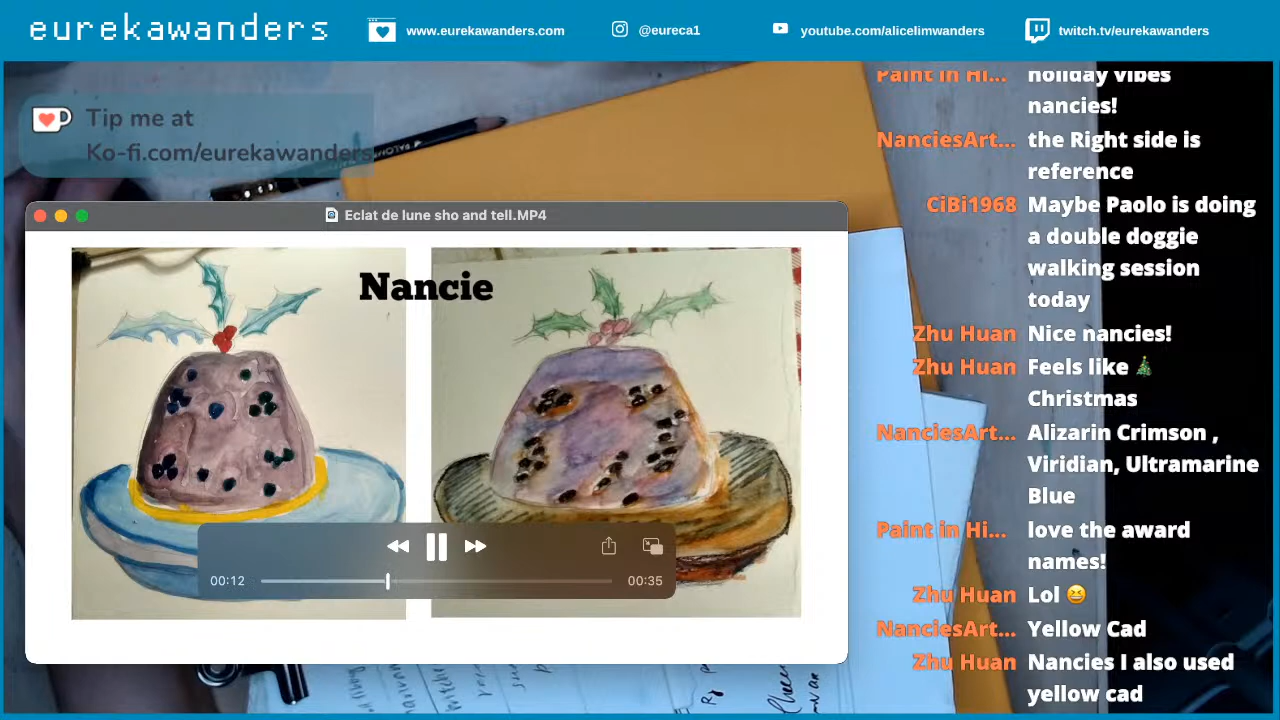 eurekawanders
www.eurekawanders.com
@eureca1
youtube.com/alicelimwanders
twitch.tv/eurekawanders
Tip me at
Ko-fi.com/eurekawanders
Eclat de lune sho and tell.MP4
Nancie
00:12
00:35
Paint in Hi... holiday vibes
nancies!
NanciesArt... the Right side is
reference
CiBi1968 Maybe Paolo is doing
a double doggie
walking session
today
Zhu Huan Nice nancies!
Zhu Huan Feels like 🎄
Christmas
NanciesArt... Alizarin Crimson ,
Viridian, Ultramarine
Blue
Paint in Hi... love the award
names!
Zhu Huan Lol 😆
NanciesArt... Yellow Cad
Zhu Huan Nancies I also used
yellow cad